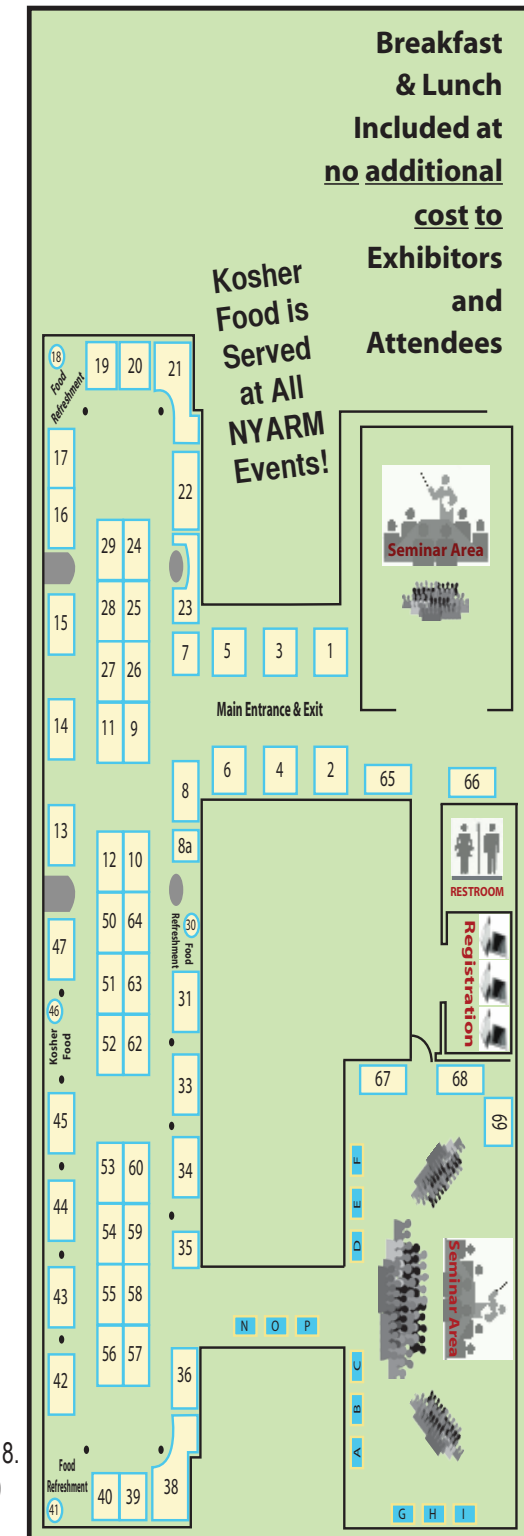 Breakfast
& Lunch
Included at
no additional
cost to
Exhibitors
and
Attendees
Kosher
Food is
Served
at All
NYARM
Events!
18
Food
Refreshment
19
20
21
17
16
22
29
24
Seminar Area
15
28
25
23
27
26
7
5
3
1
14
11
9
Main Entrance & Exit
8
6
4
2
65
66
13
8a
12
10
RESTROOM
47
50
64
30
Food
Refreshment
Registration
51
63
31
46
Kosher
Food
52
62
33
67
68
69
45
53
60
34
F
E
D
44
54
59
35
43
55
58
Seminar Area
N
O
P
42
56
57
36
C
B
A
8.
)
Food
Refreshment
41
40
39
38
G
H
I